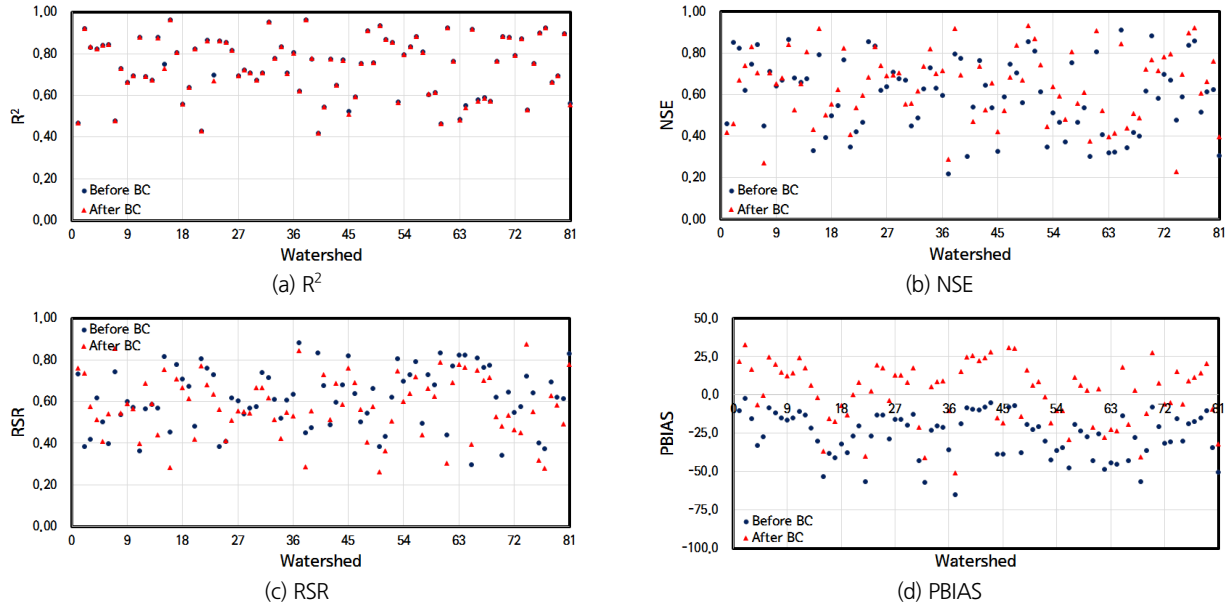 1,00
0,80
0,60
0,40
0,20
0,00
R²
Before BC
After BC
0 9 18 27 36 45 54 63 72 81
Watershed
(a) R²
1,00
0,80
0,60
0,40
0,20
0,00
NSE
Before BC
After BC
0 9 18 27 36 45 54 63 72 81
Watershed
(b) NSE
1,00
0,80
0,60
0,40
0,20
0,00
RSR
Before BC
After BC
0 9 18 27 36 45 54 63 72 81
Watershed
(c) RSR
50,0
25,0
0,0
-25,0
-50,0
-75,0
-100,0
PBIAS
0 9 18 27 36 45 54 63 72 81
Before BC
After BC
Watershed
(d) PBIAS